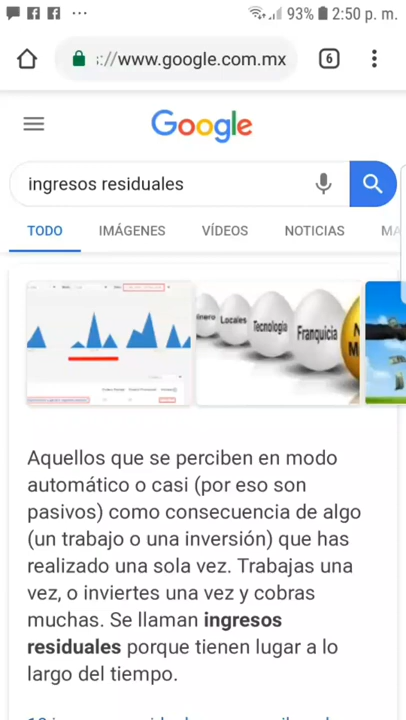 93% 2:50 p. m.
://www.google.com.mx 6
Google
ingresos residuales
TODO IMÁGENES VÍDEOS NOTICIAS MA
Locales
Tecnología
Franquicia
Aquellos que se perciben en modo
automático o casi (por eso son
pasivos) como consecuencia de algo
(un trabajo o una inversión) que has
realizado una sola vez. Trabajas una
vez, o inviertes una vez y cobras
muchas. Se llaman ingresos
residuales porque tienen lugar a lo
largo del tiempo.